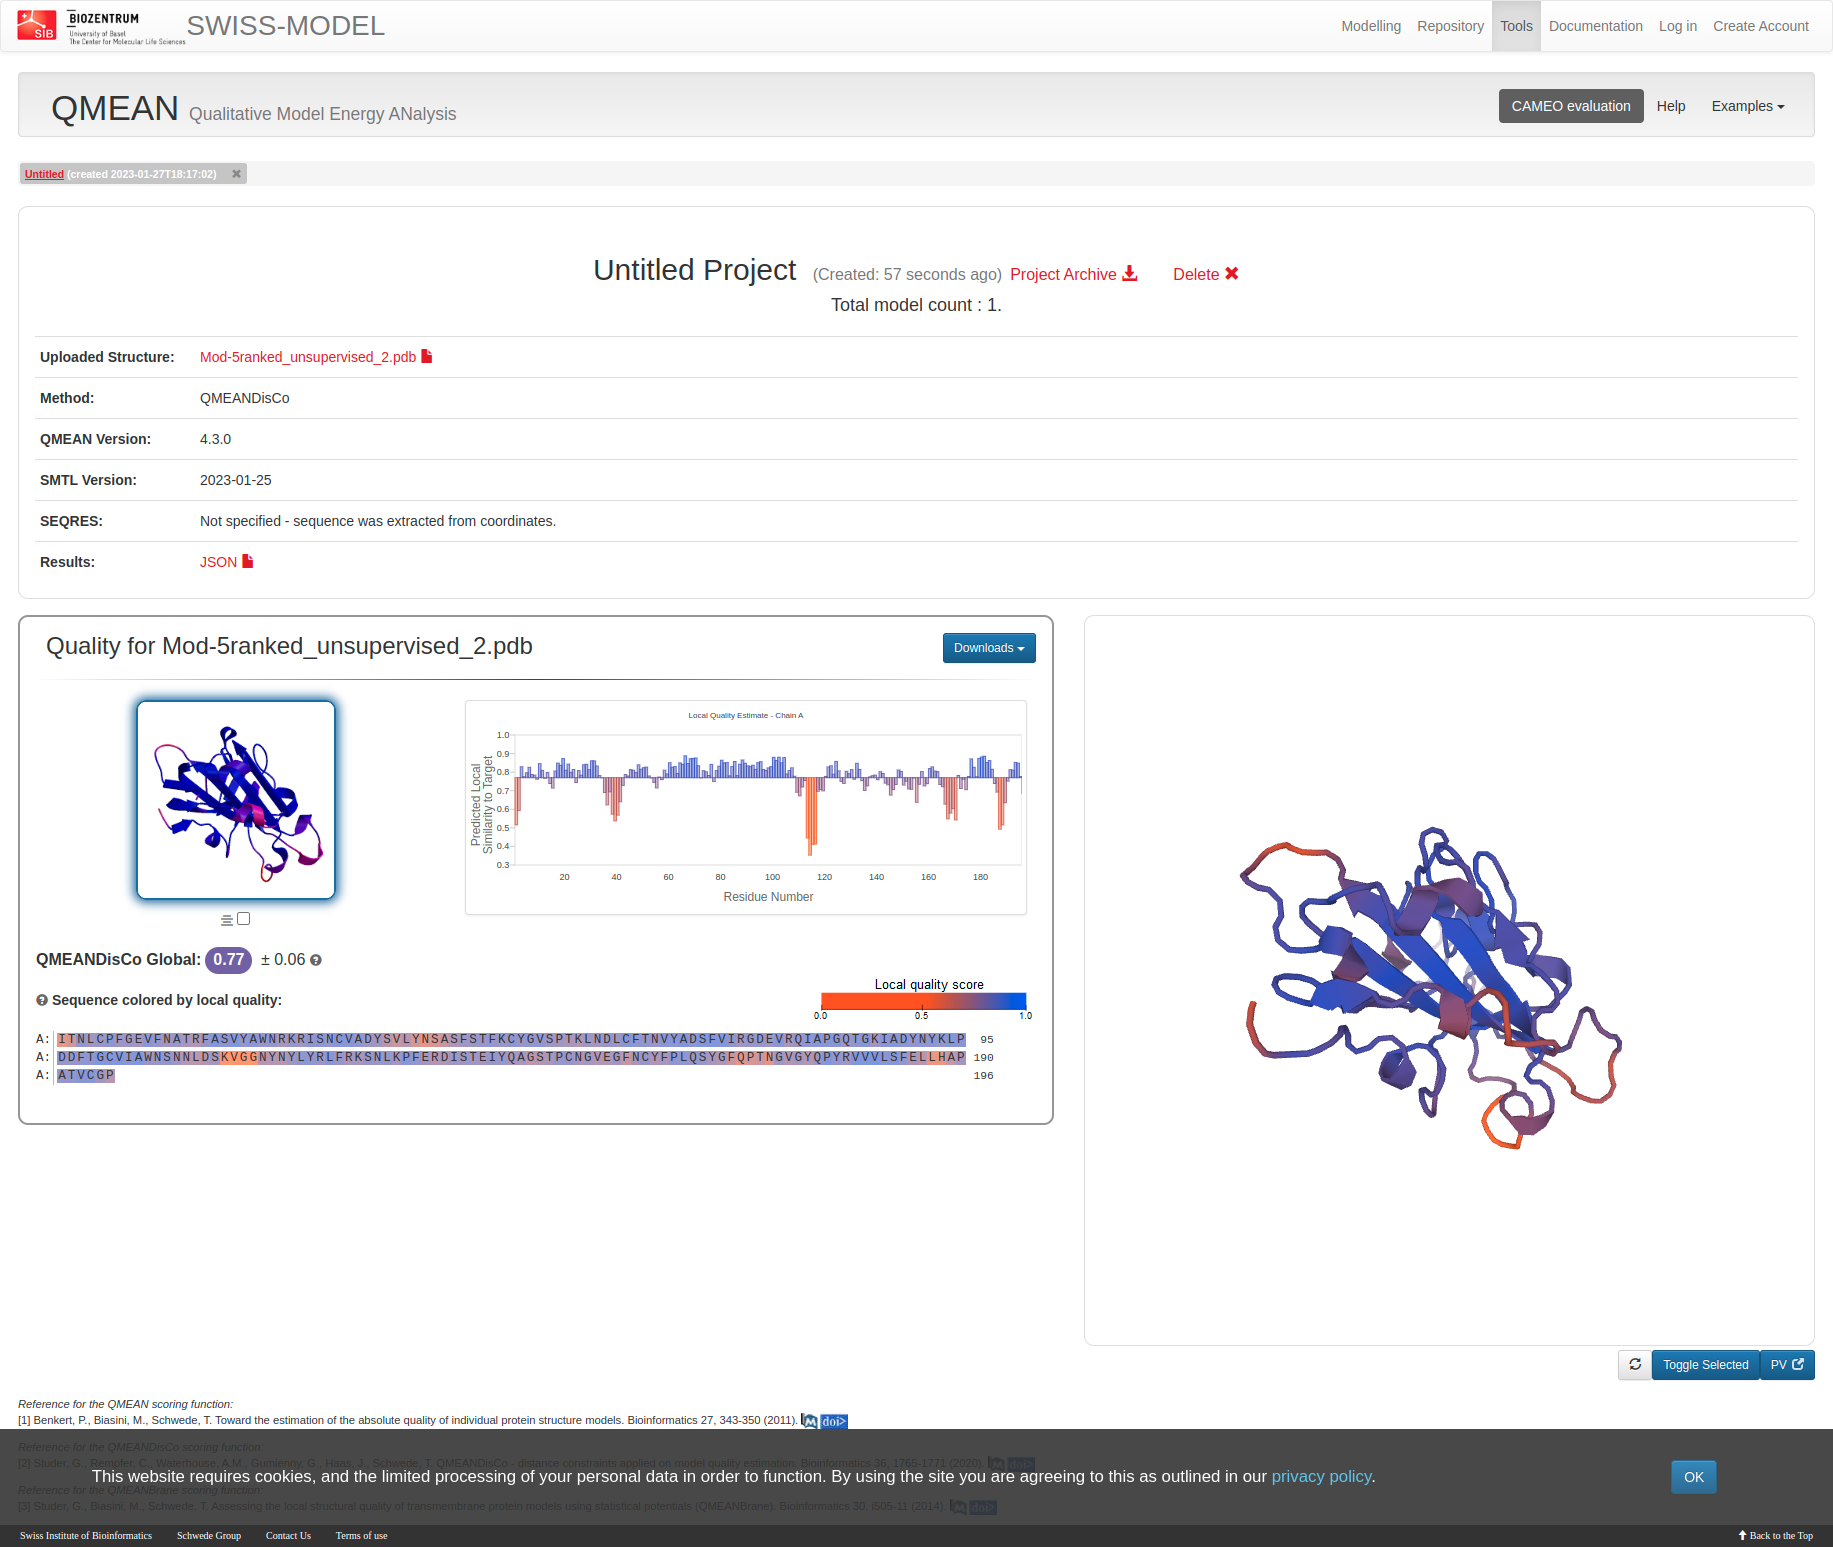 SIB
BIOZENTRUM
University of Basel
The Center for Molecular Life Sciences
SWISS-MODEL
Modelling
Repository
Tools
Documentation
Log in
Create Account
QMEAN Qualitative Model Energy ANalysis
CAMEO evaluation
Help
Examples
Untitled (created 2023-01-27T18:17:02)
Untitled Project (Created: 57 seconds ago) Project Archive Delete
Total model count : 1.
Uploaded Structure: Mod-5ranked_unsupervised_2.pdb
Method: QMEANDisCo
QMEAN Version: 4.3.0
SMTL Version: 2023-01-25
SEQRES: Not specified - sequence was extracted from coordinates.
Results: JSON
Quality for Mod-5ranked_unsupervised_2.pdb
Downloads
Local Quality Estimate - Chain A
Predicted Local
Similarity to Target
1.0
0.9
0.8
0.7
0.6
0.5
0.4
0.3
20 40 60 80 100 120 140 160 180
Residue Number
QMEANDisCo Global: 0.77 ± 0.06
Sequence colored by local quality:
Local quality score
0.0 0.5 1.0
A: ITNLCPFGEVFNATRFASVYAWNRKRISNCVADYSVLYNSASFSTFKCYGVSPTKLNDLCFTNVYADSFVIRGDEVRQIAPGQTGKIADYNYKLP 95
A: DDFTGCVIAWNSNNLDSKVGGNYNYLYRLFRKSNLKPFERDISTEIYQAGSTPCNGVEGFNCYFPLQSYGFQPTNGVGYQPYRVVVLSFELLHAP 190
A: ATVCGP 196
Toggle Selected
PV
Reference for the QMEAN scoring function:
[1] Benkert, P., Biasini, M., Schwede, T. Toward the estimation of the absolute quality of individual protein structure models. Bioinformatics 27, 343-350 (2011). M doi>
Reference for the QMEANDisCo scoring function:
[2] Studer, G., Rempfer, C., Waterhouse, A.M., Gumienny, G., Haas, J., Schwede, T. QMEANDisCo - distance constraints applied on model quality estimation. Bioinformatics 36, 1765-1771 (2020). M doi>
This website requires cookies, and the limited processing of your personal data in order to function. By using the site you are agreeing to this as outlined in our privacy policy.
OK
Reference for the QMEANBrane scoring function:
[3] Studer, G., Biasini, M., Schwede, T. Assessing the local structural quality of transmembrane protein models using statistical potentials (QMEANBrane). Bioinformatics 30, i505-11 (2014). M doi>
Swiss Institute of Bioinformatics
Schwede Group
Contact Us
Terms of use
Back to the Top